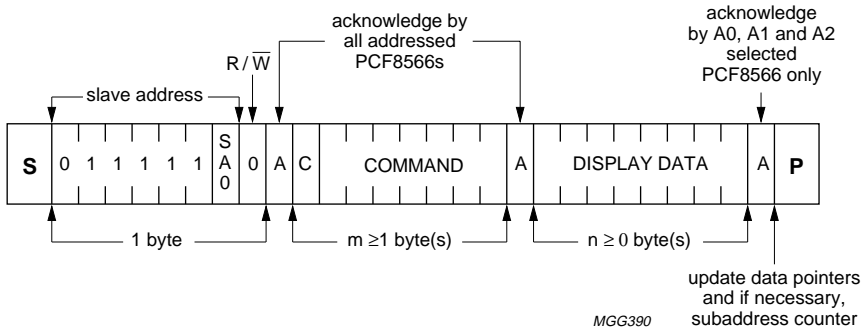 acknowledge by
all addressed
PCF8566s
acknowledge
by A0, A1 and A2
selected
PCF8566 only
R / W
slave address
S 0 1 1 1 1 1 SA0 0 A C COMMAND A DISPLAY DATA A P
1 byte
m ≥1 byte(s)
n ≥ 0 byte(s)
update data pointers
and if necessary,
subaddress counter
MGG390